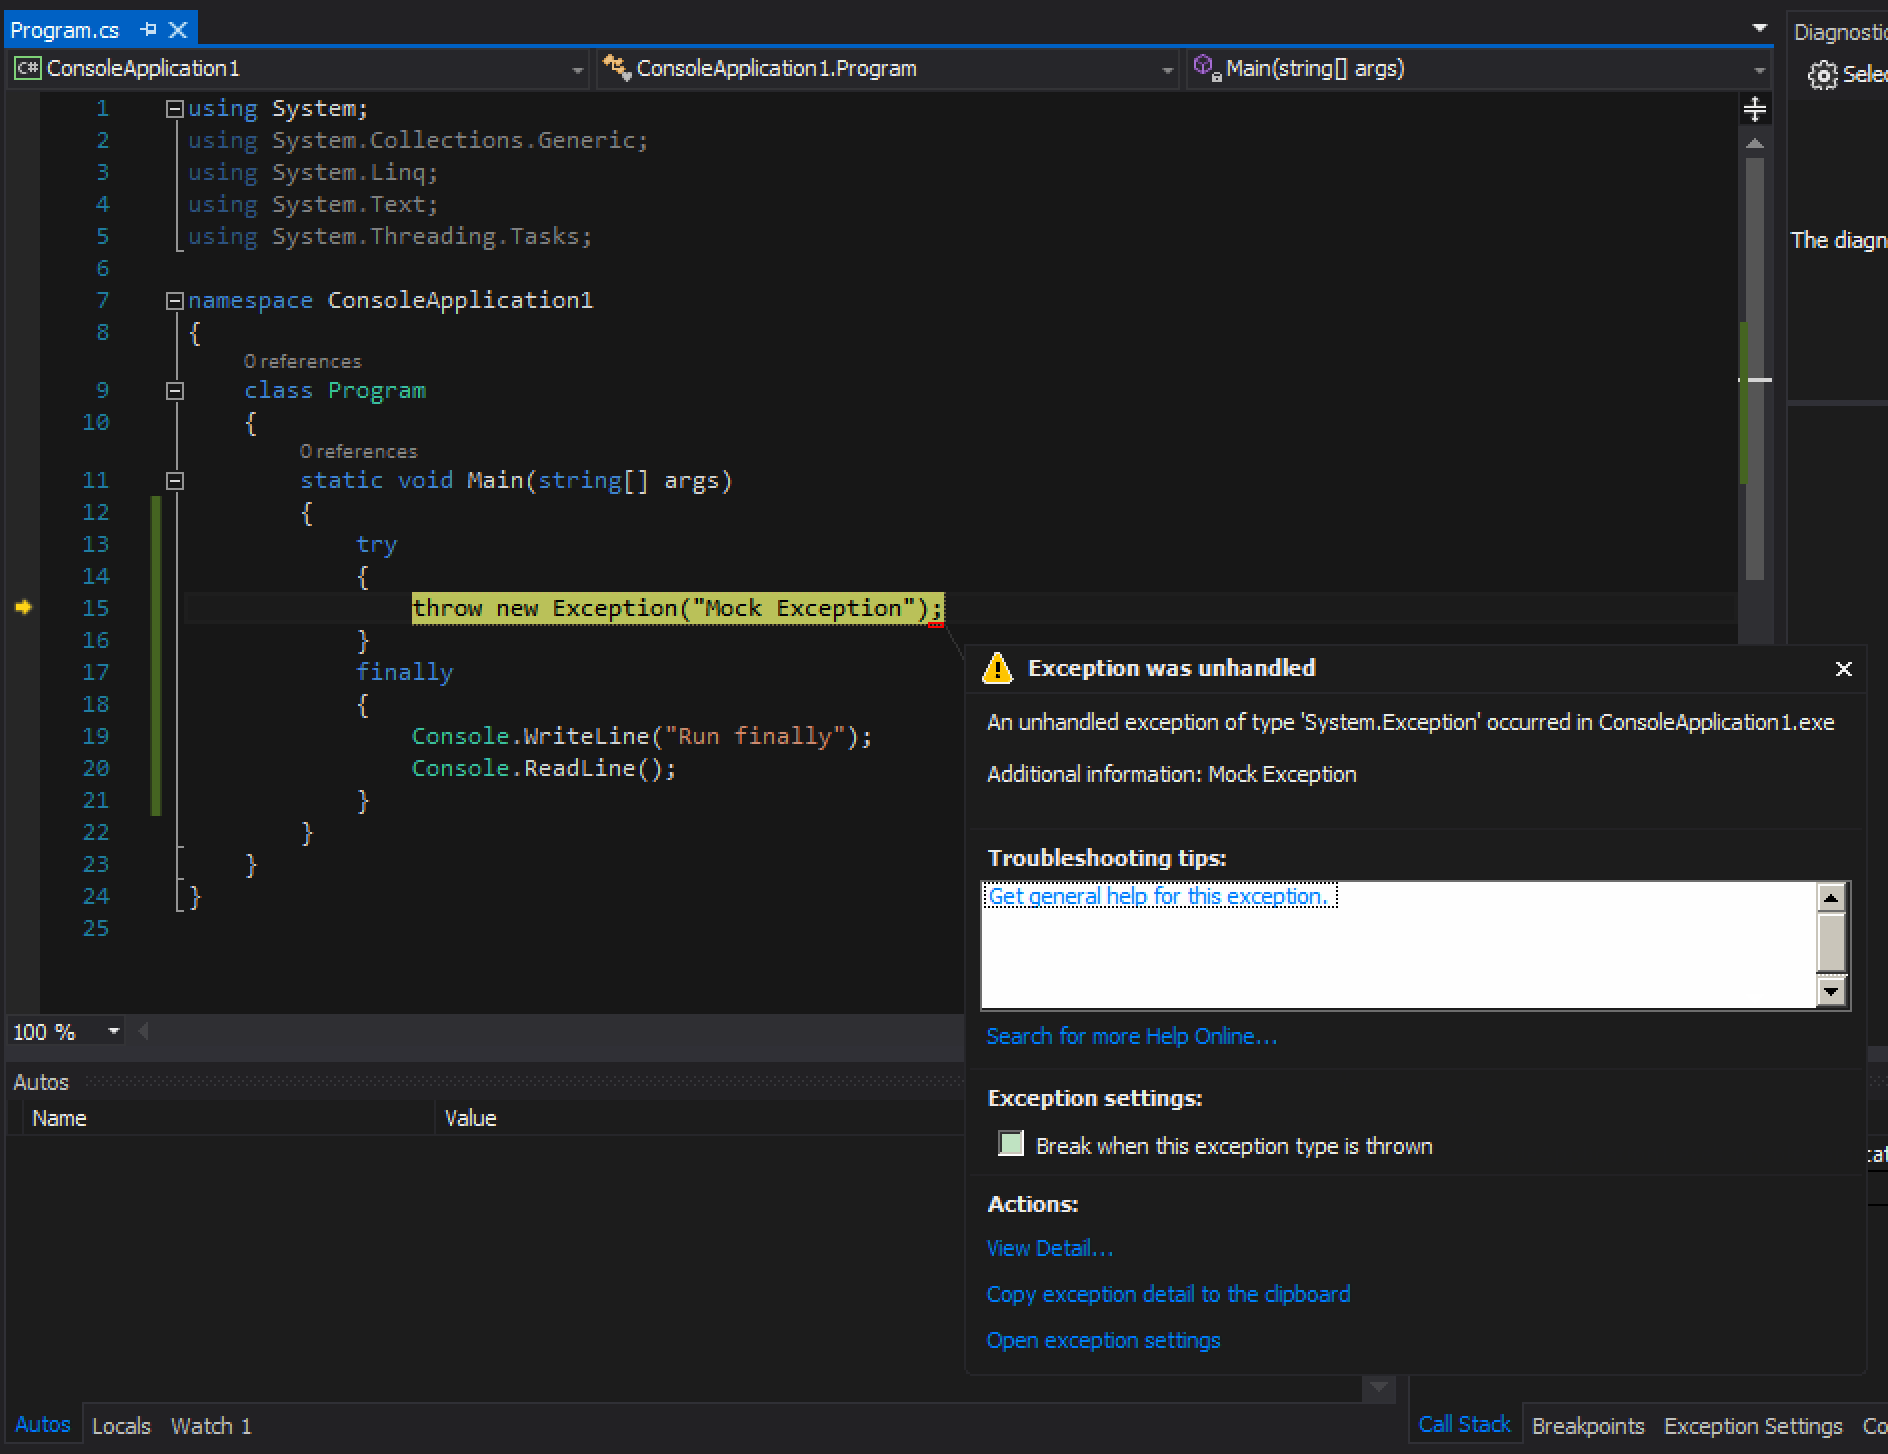 Program.cs
Diagnostic
C# ConsoleApplication1 ConsoleApplication1.Program Main(string[] args)
Selec
1 using System;
2 using System.Collections.Generic;
3 using System.Linq;
4 using System.Text;
5 using System.Threading.Tasks;
The diagn
6
7 namespace ConsoleApplication1
8 {
0 references
9 class Program
10 {
0 references
11 static void Main(string[] args)
12 {
13 try
14 {
15 throw new Exception("Mock Exception");
16 }
17 finally
18 {
19 Console.WriteLine("Run finally");
20 Console.ReadLine();
21 }
22 }
23 }
24 }
25
Exception was unhandled
An unhandled exception of type 'System.Exception' occurred in ConsoleApplication1.exe
Additional information: Mock Exception
Troubleshooting tips:
Get general help for this exception.
Search for more Help Online...
Exception settings:
Break when this exception type is thrown
Actions:
View Detail...
Copy exception detail to the clipboard
Open exception settings
100 %
Autos
Name Value
Autos Locals Watch 1
Call Stack Breakpoints Exception Settings Co